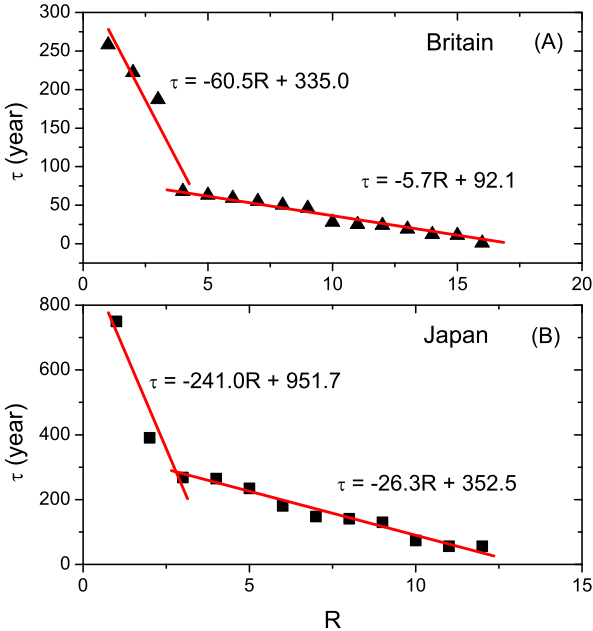 300
Britain (A)
250
200
τ = -60.5R + 335.0
τ (year)
150
100
τ = -5.7R + 92.1
50
0
0 5 10 15 20
800
Japan (B)
600
τ = -241.0R + 951.7
τ (year)
400
τ = -26.3R + 352.5
200
0
0 5 10 15
R